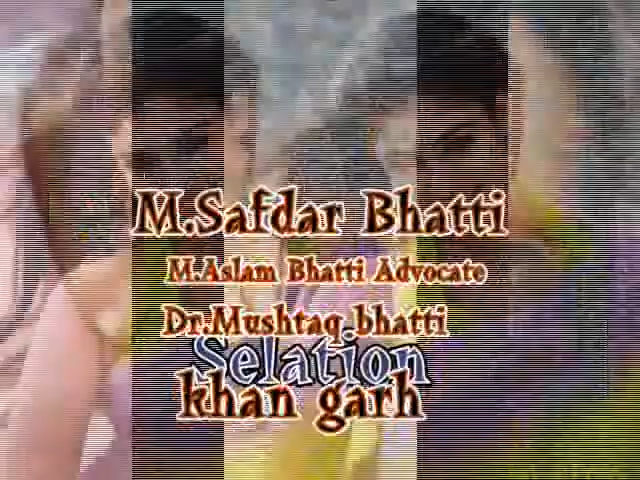 M.Safdar Bhatti
M.Aslam Bhatti Advocate
Dr.Mushtaq.bhatti
Selation
khan garh